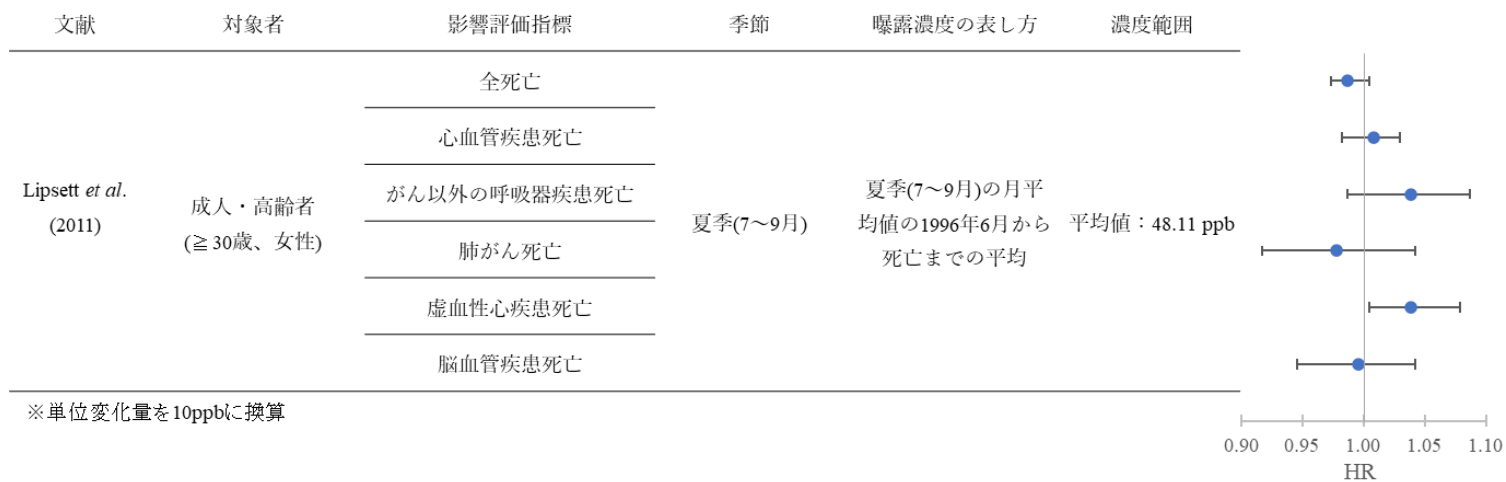 文献 対象者 影響評価指標 季節 曝露濃度の表し方 濃度範囲
Lipsett et al.
(2011)
成人・高齢者
(≧30歳、女性)
全死亡
心血管疾患死亡
がん以外の呼吸器疾患死亡
肺がん死亡
虚血性心疾患死亡
脳血管疾患死亡
夏季(7～9月)
夏季(7～9月)の月平
均値の1996年6月から
死亡までの平均
平均値：48.11 ppb
※単位変化量を10ppbに換算
0.90 0.95 1.00 1.05 1.10
HR